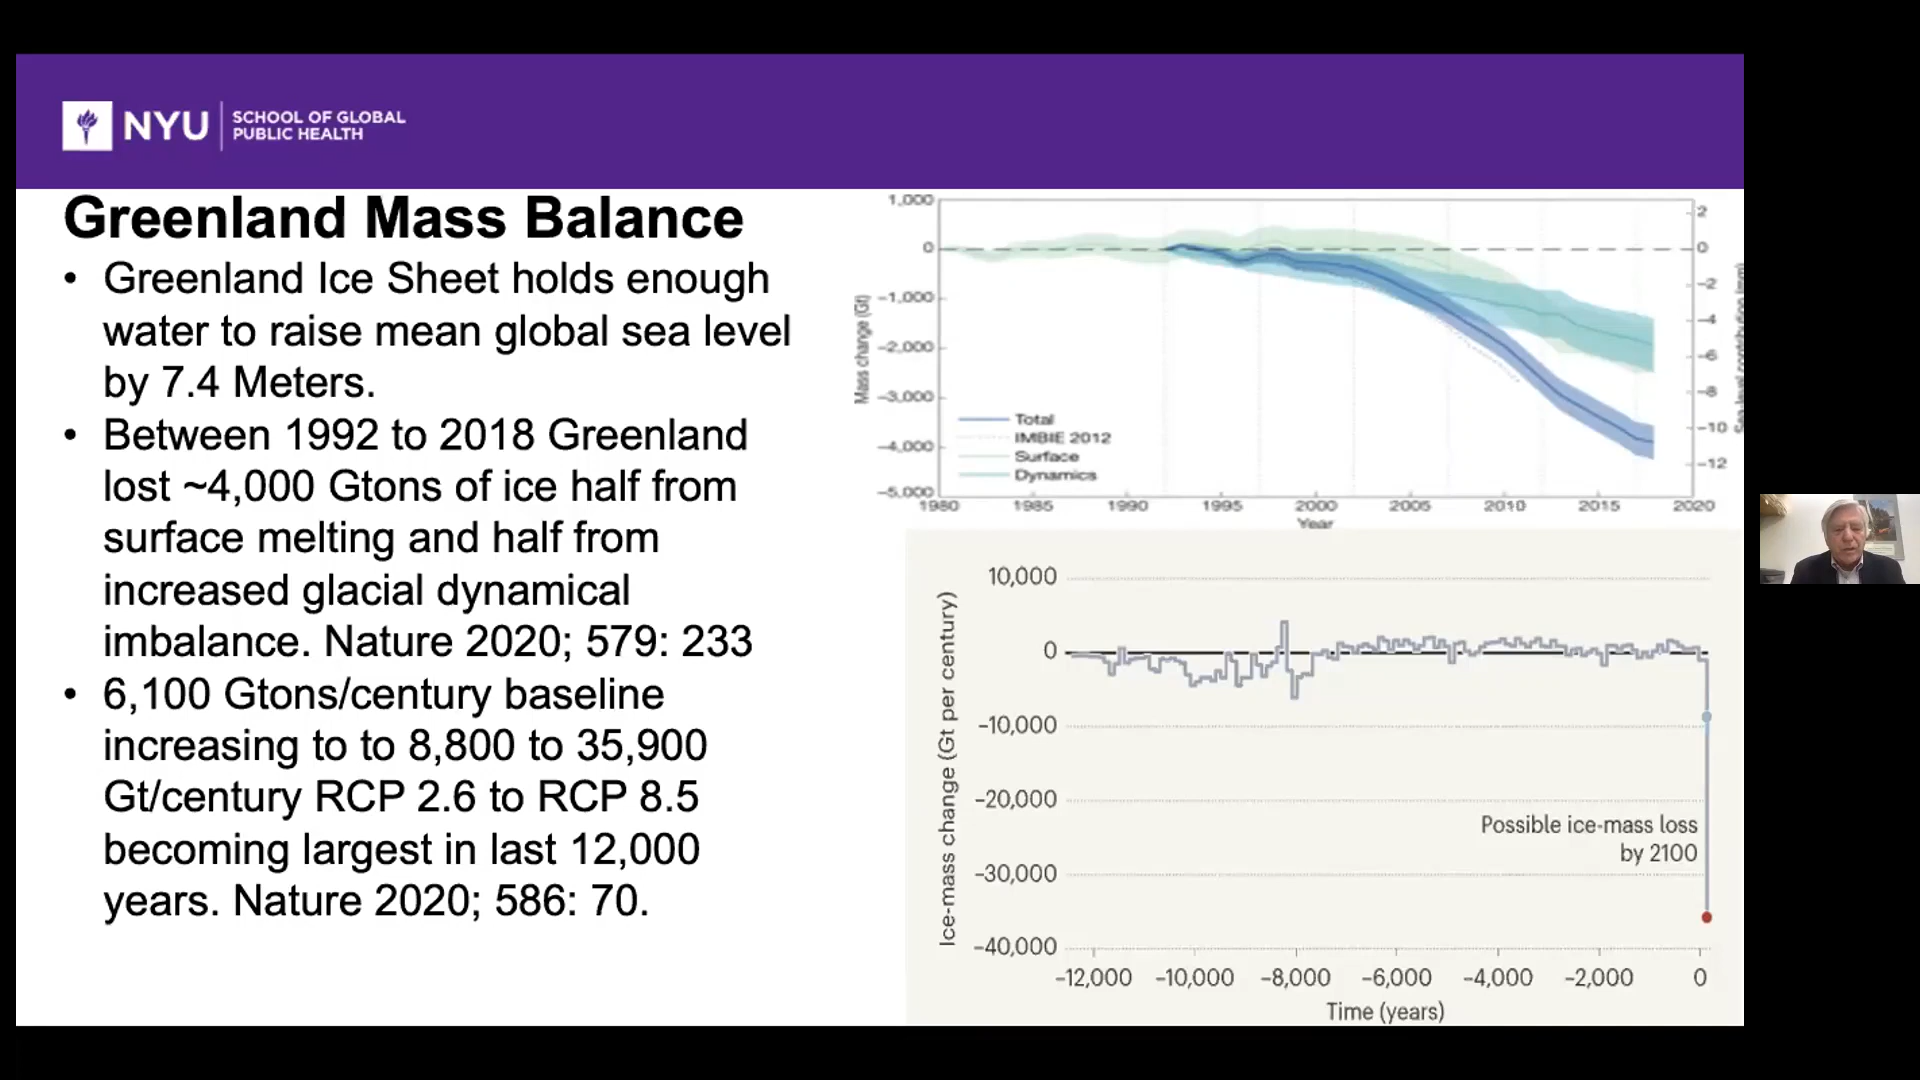 NYU
SCHOOL OF GLOBAL
PUBLIC HEALTH
Greenland Mass Balance
• Greenland Ice Sheet holds enough
water to raise mean global sea level
by 7.4 Meters.
• Between 1992 to 2018 Greenland
lost ~4,000 Gtons of ice half from
surface melting and half from
increased glacial dynamical
imbalance. Nature 2020; 579: 233
• 6,100 Gtons/century baseline
increasing to to 8,800 to 35,900
Gt/century RCP 2.6 to RCP 8.5
becoming largest in last 12,000
years. Nature 2020; 586: 70.
Mass change (Gt)
1,000
0
−1,000
−2,000
−3,000
−4,000
−5,000
Total
IMBIE 2012
Surface
Dynamics
2
0
−2
−4
−6
−8
−10
−12
Sea level contribution (mm)
1980 1985 1990 1995 2000 2005 2010 2015 2020
Year
Ice-mass change (Gt per century)
10,000
0
−10,000
−20,000
−30,000
−40,000
Possible ice-mass loss
by 2100
−12,000 −10,000 −8,000 −6,000 −4,000 −2,000 0
Time (years)